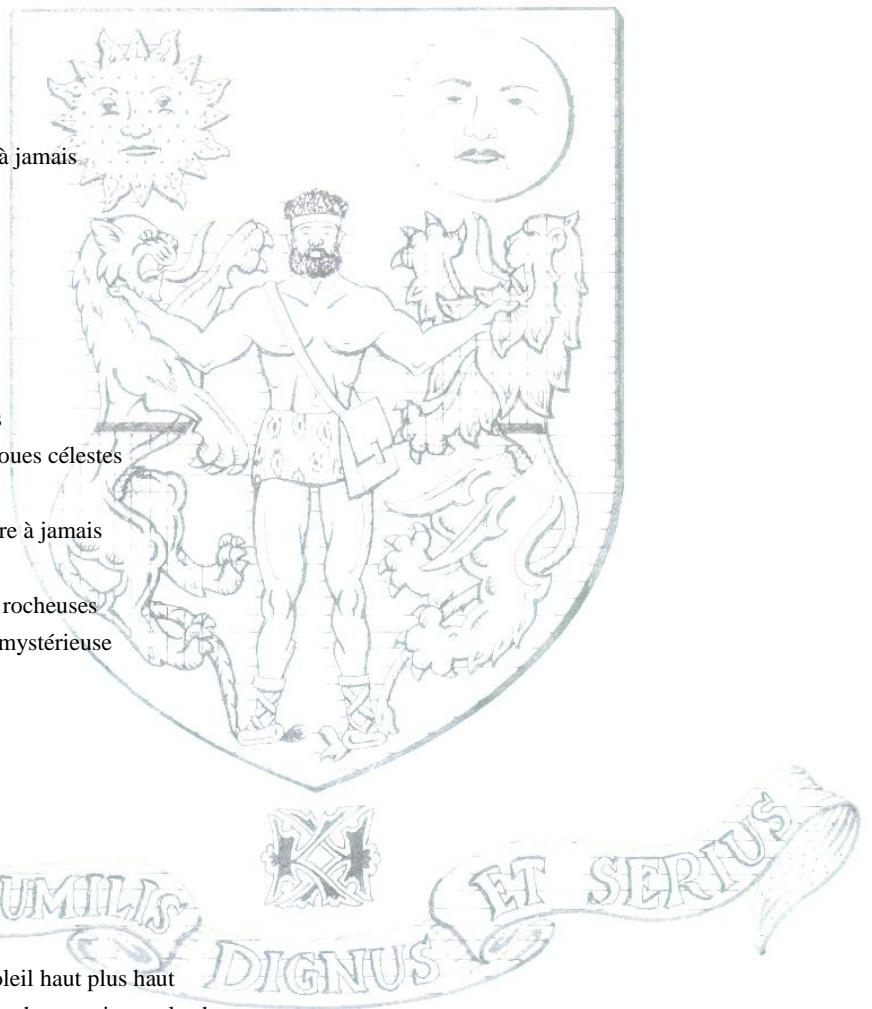 à jamais
oues célestes
re à jamais
rocheuses
mystérieuse
UMILIS
DIGNUS
ET SERIUS
oleil haut plus haut